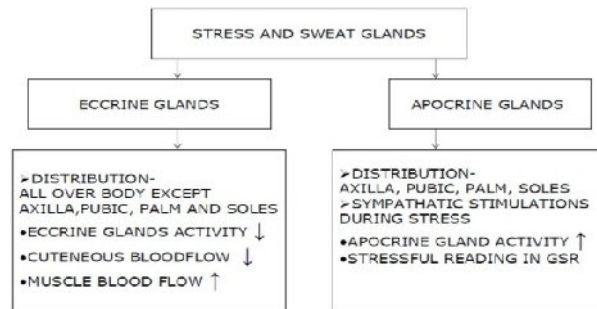 STRESS AND SWEAT GLANDS
ECCRINE GLANDS
APOCRINE GLANDS
➢DISTRIBUTION-
ALL OVER BODY EXCEPT
AXILLA,PUBIC, PALM AND SOLES
•ECCRINE GLANDS ACTIVITY ↓
•CUTENEOUS BLOODFLOW ↓
•MUSCLE BLOOD FLOW ↑
➢DISTRIBUTION-
AXILLA, PUBIC, PALM, SOLES
➢SYMPATHATIC STIMULATIONS
DURING STRESS
•APOCRINE GLAND ACTIVITY ↑
•STRESSFUL READING IN GSR